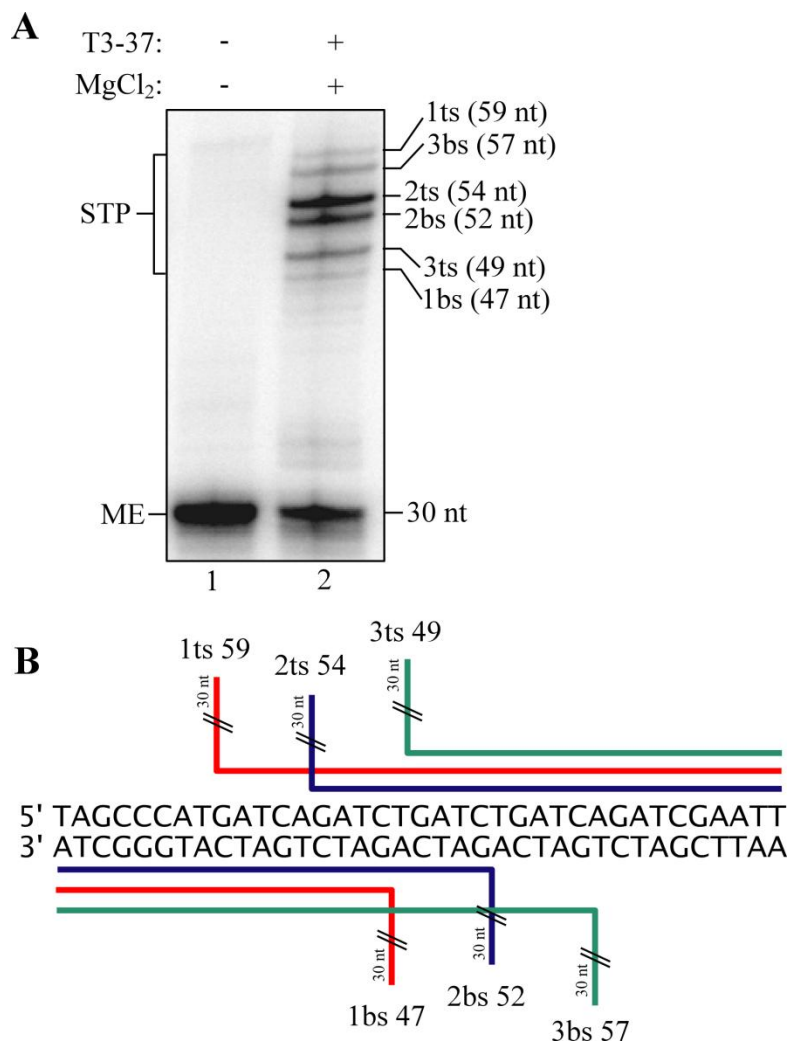 A
T3-37: - +
MgCl₂: - +
1ts (59 nt)
3bs (57 nt)
2ts (54 nt)
2bs (52 nt)
3ts (49 nt)
1bs (47 nt)
STP
ME
30 nt
1 2
B
3ts 49
1ts 59
2ts 54
30 nt
30 nt
30 nt
5' TAGCCCATGATCAGATCTGATCTGATCAGATCGAATT
3' ATCGGGTACTAGTCTAGACTAGACTAGTCTAGCTTAA
30 nt
30 nt
30 nt
1bs 47
2bs 52
3bs 57